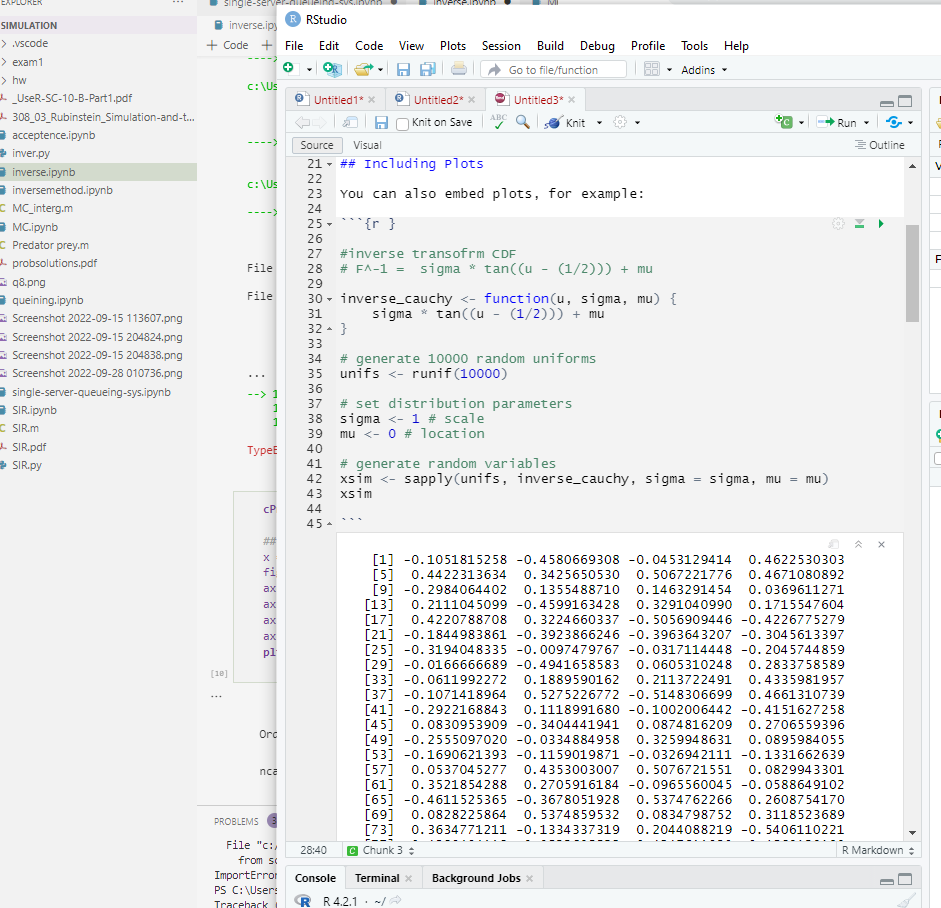 EXPLORER
SIMULATION
.vscode
exam1
hw
_UseR-SC-10-B-Part1.pdf
308_03_Rubinstein_Simulation-and-t...
acceptence.ipynb
inver.py
inverse.ipynb
inversemethod.ipynb
MC_interg.m
MC.ipynb
Predator prey.m
probsolutions.pdf
q8.png
queining.ipynb
Screenshot 2022-09-15 113607.png
Screenshot 2022-09-15 204824.png
Screenshot 2022-09-15 204838.png
Screenshot 2022-09-28 010736.png
single-server-queueing-sys.ipynb
SIR.ipynb
SIR.m
SIR.pdf
SIR.py
single-server-queueing-sys.ipynb
inverse.ipynb
inverse.ipy
+ Code +
---->
c:\Us
---->
c:\Us
---->
File
File
...
--> 1
TypeE
cP
##
x
fi
ax
ax
ax
ax
pl
[10]
...
Ord
nca
PROBLEMS 3
File "c:/
from sc
ImportError
PS C:\Users
Traceback
RStudio
File Edit Code View Plots Session Build Debug Profile Tools Help
Go to file/function Addins
Untitled1* Untitled2* Untitled3*
Knit on Save ABC Knit Run
Source Visual Outline
21 ## Including Plots
22
23 You can also embed plots, for example:
24
25 ```{r }
26
27 #inverse transofrm CDF
28 # F^-1 =  sigma * tan((u - (1/2))) + mu
29
30 inverse_cauchy <- function(u, sigma, mu) {
31 sigma * tan((u - (1/2))) + mu
32 }
33
34 # generate 10000 random uniforms
35 unifs <- runif(10000)
36
37 # set distribution parameters
38 sigma <- 1 # scale
39 mu <- 0 # location
40
41 # generate random variables
42 xsim <- sapply(unifs, inverse_cauchy, sigma = sigma, mu = mu)
43 xsim
44
45 ```
[1] -0.1051815258 -0.4580669308 -0.0453129414 0.4622530303
[5] 0.4422313634 0.3425650530 0.5067221776 0.4671080892
[9] -0.2984064402 0.1355488710 0.1463291454 0.0369611271
[13] 0.2111045099 -0.4599163428 0.3291040990 0.1715547604
[17] 0.4220788708 0.3224660337 -0.5056909446 -0.4226775279
[21] -0.1844983861 -0.3923866246 -0.3963643207 -0.3045613397
[25] -0.3194048335 -0.0097479767 -0.0317114448 -0.2045744859
[29] -0.0166666689 -0.4941658583 0.0605310248 0.2833758589
[33] -0.0611992272 0.1889590162 0.2113722491 0.4335981957
[37] -0.1071418964 0.5275226772 -0.5148306699 0.4661310739
[41] -0.2922168843 0.1118991680 -0.1002006442 -0.4151627258
[45] 0.0830953909 -0.3404441941 0.0874816209 0.2706559396
[49] -0.2555097020 -0.0334884958 0.3259948631 0.0895984055
[53] -0.1690621393 -0.1159019871 -0.0326942111 -0.1331662639
[57] 0.0537045277 0.4353003007 0.5076721551 0.0829943301
[61] 0.3521854288 0.2705916184 -0.0965560045 -0.0588649102
[65] -0.4611525365 -0.3678051928 0.5374762266 0.2608754170
[69] 0.0828225864 0.5374859532 0.0834798752 0.3118523689
[73] 0.3634771211 -0.1334337319 0.2044088219 -0.5406110221
28:40 C Chunk 3 R Markdown
Console Terminal Background Jobs
R 4.2.1 · ~/